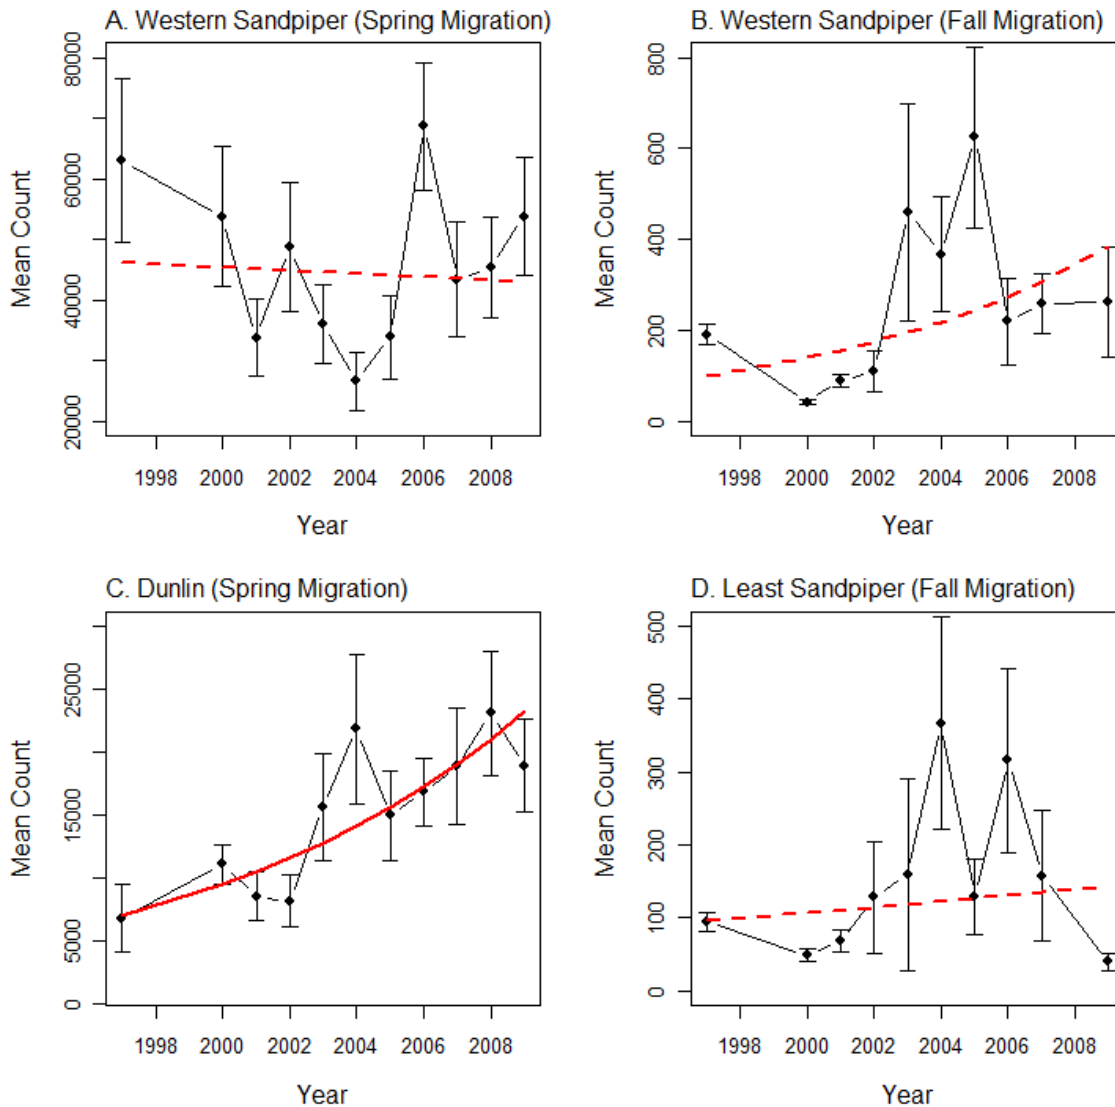 A. Western Sandpiper (Spring Migration)
Mean Count
80000
60000
40000
20000
1998 2000 2002 2004 2006 2008
Year
B. Western Sandpiper (Fall Migration)
Mean Count
800
600
400
200
0
1998 2000 2002 2004 2006 2008
Year
C. Dunlin (Spring Migration)
Mean Count
25000
15000
5000
0
1998 2000 2002 2004 2006 2008
Year
D. Least Sandpiper (Fall Migration)
Mean Count
500
400
300
200
100
0
1998 2000 2002 2004 2006 2008
Year